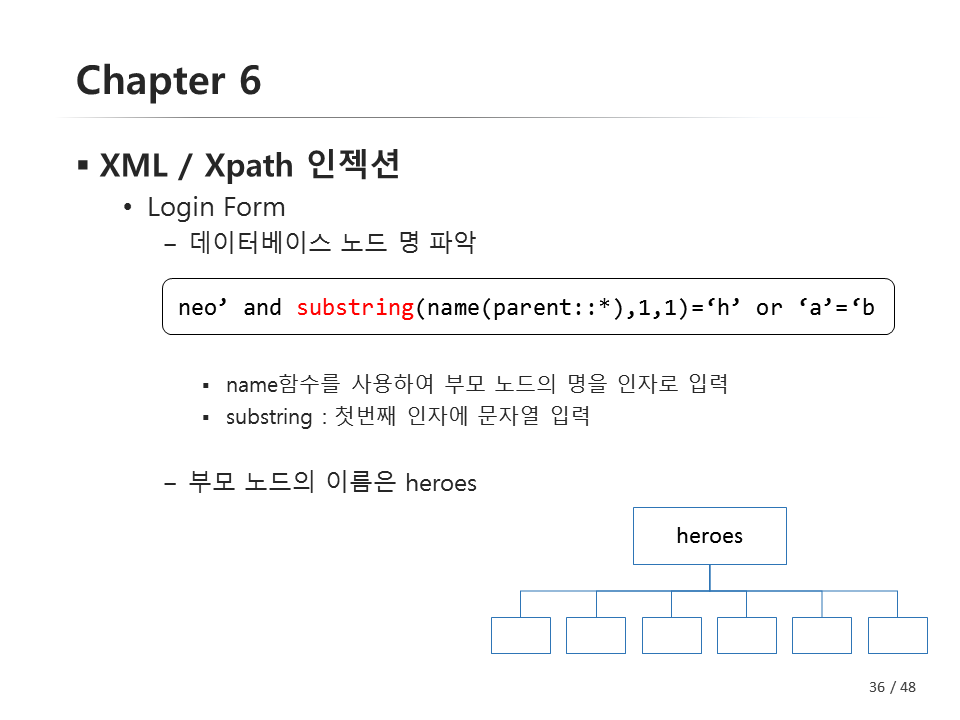 Chapter 6
▪ XML / Xpath 인젝션
• Login Form
– 데이터베이스 노드 명 파악
neo’ and substring(name(parent::*),1,1)=‘h’ or ‘a’=‘b
▪ name함수를 사용하여 부모 노드의 명을 인자로 입력
▪ substring : 첫번째 인자에 문자열 입력
– 부모 노드의 이름은 heroes
heroes
36 / 48